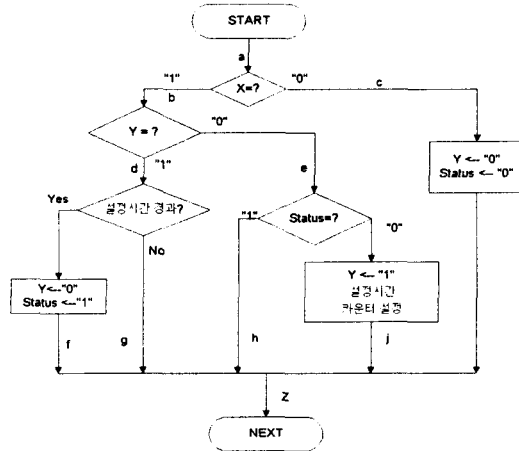 START
a
"1"
X=?
"0"
c
b
Y = ?
"0"
Y <-- "0"
Status <-- "0"
d
"1"
e
Yes
설정시간 경과?
"1"
Status=?
No
"0"
Y<--"0"
Status <--"1"
Y <-- "1"
설정시간
카운터 설정
f
g
h
j
Z
NEXT